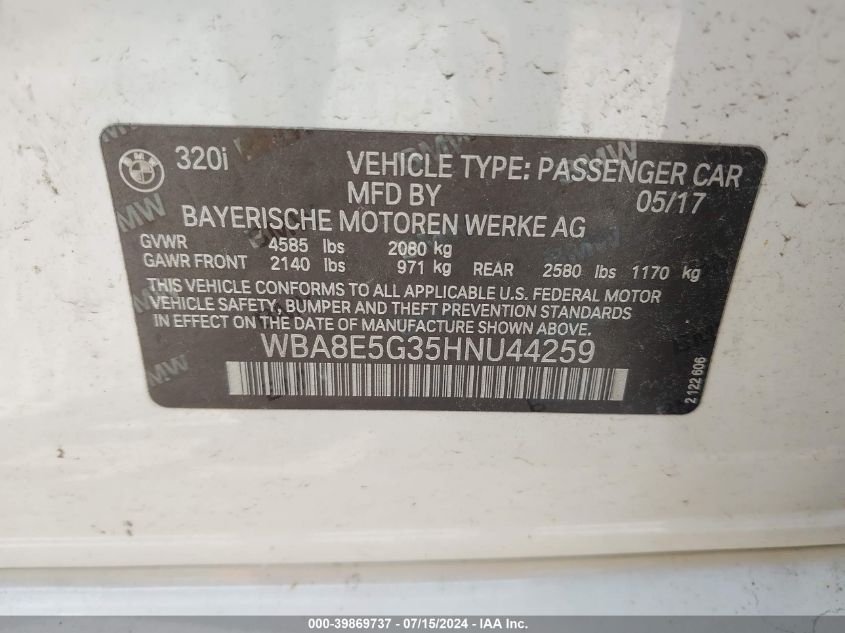 BMW
320i
VEHICLE TYPE: PASSENGER CAR
MFD BY 05/17
BAYERISCHE MOTOREN WERKE AG
GVWR 4585 lbs 2080 kg
GAWR FRONT 2140 lbs 971 kg REAR 2580 lbs 1170 kg
THIS VEHICLE CONFORMS TO ALL APPLICABLE U.S. FEDERAL MOTOR
VEHICLE SAFETY, BUMPER AND THEFT PREVENTION STANDARDS
IN EFFECT ON THE DATE OF MANUFACTURE SHOWN ABOVE.
WBA8E5G35HNU44259
2 122 606
000-39869737 - 07/15/2024 - IAA Inc.